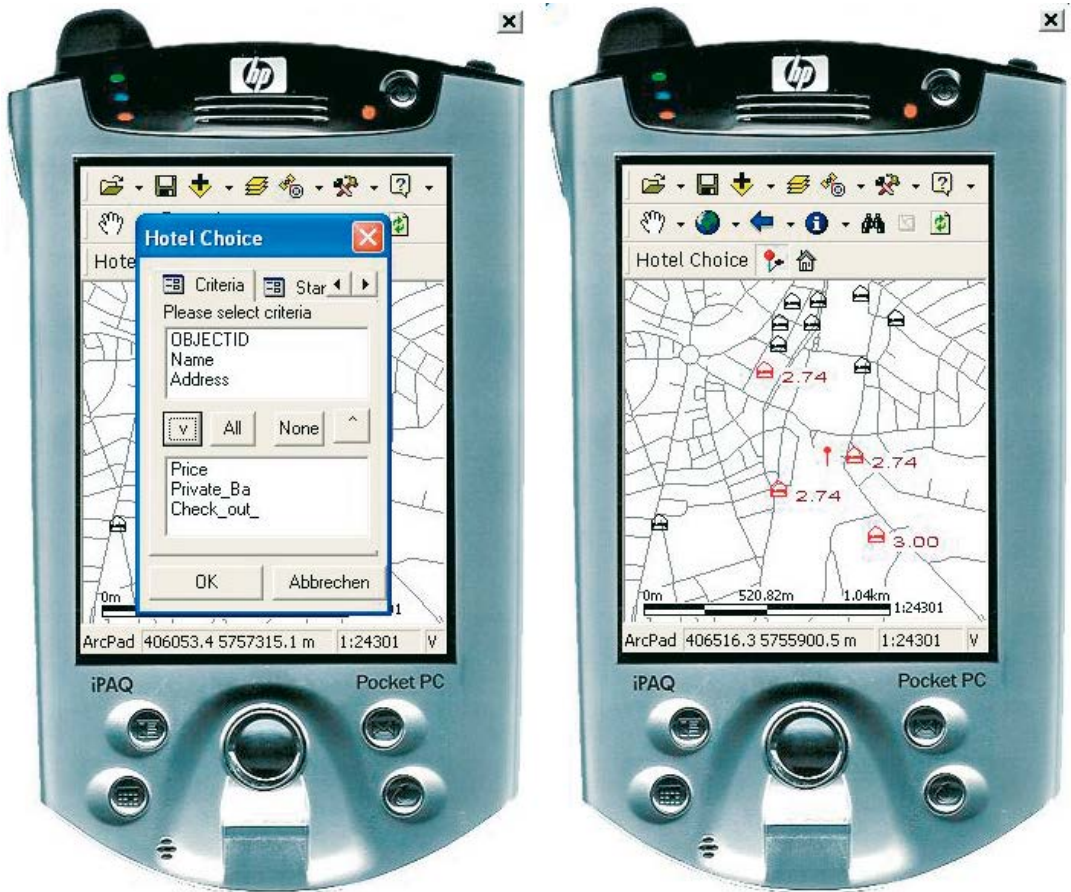 hp
Hotel Choice
Hote
Criteria
Star
Please select criteria
OBJECTID
Name
Address
v
All
None
^
Price
Private_Ba
Check_out_
OK
Abbrechen
0m
01
ArcPad
406053.4 5757315.1 m
1:24301
V
iPAQ
Pocket PC
hp
Hotel Choice
2.74
2.74
2.74
3.00
0m
520.82m
1.04km
1:24301
ArcPad
406516.3 5755900.5 m
1:24301
V
iPAQ
Pocket PC